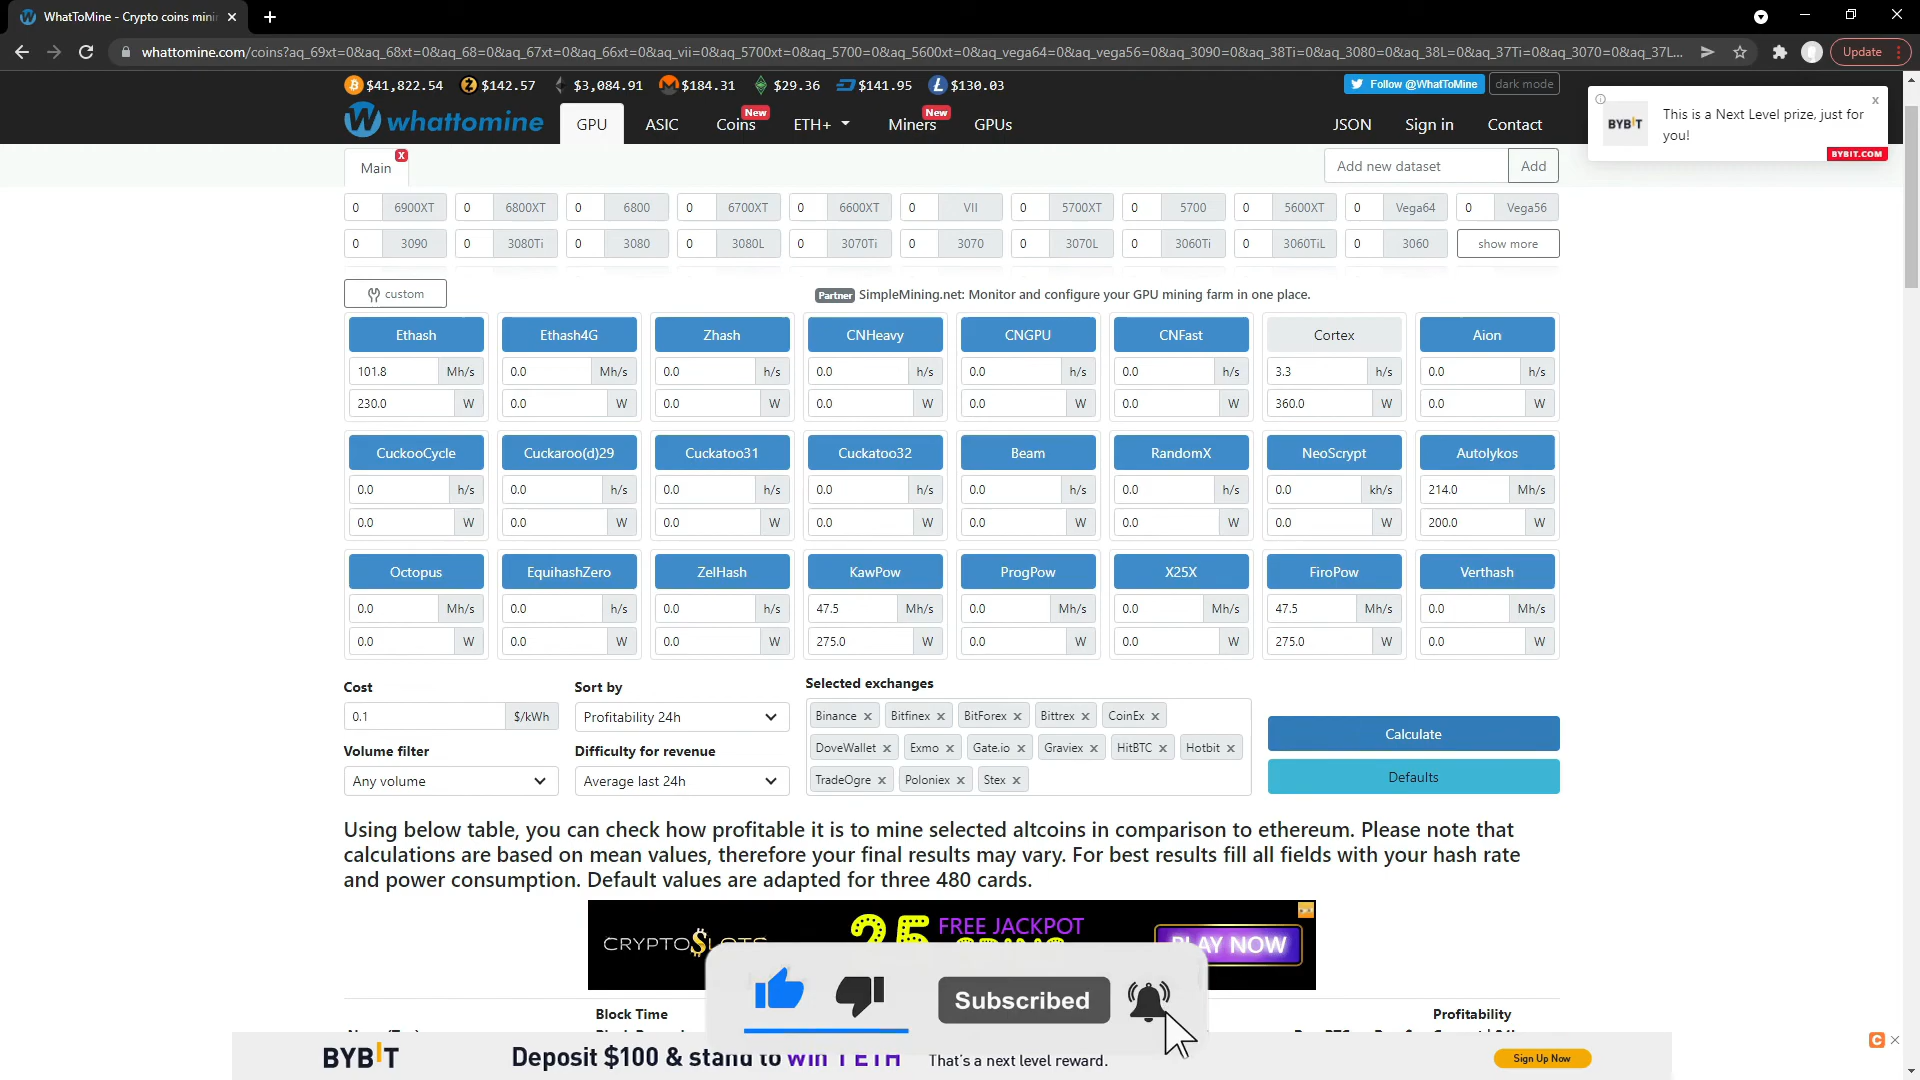 WhatToMine - Crypto coins mini
Update
whattomine.com/coins?aq_69xt=0&aq_68xt=0&aq_68=0&aq_67xt=0&aq_66xt=0&aq_vii=0&aq_5700xt=0&aq_5700=0&aq_5600xt=0&aq_vega64=0&aq_vega56=0&aq_3090=0&aq_38Ti=0&aq_3080=0&aq_38L=0&aq_37Ti=0&aq_3070=0&aq_37L...
$41,822.54 $142.57 $3,084.91 $184.31 $29.36 $141.95 $130.03
Follow @WhatToMine dark mode
whattomine GPU ASIC Coins New ETH+ Miners New GPUs JSON Sign in Contact
BYBIT This is a Next Level prize, just for
you!
BYBIT.COM
Main x Add new dataset Add
0 6900XT 0 6800XT 0 6800 0 6700XT 0 6600XT 0 VII 0 5700XT 0 5700 0 5600XT 0 Vega64 0 Vega56
0 3090 0 3080Ti 0 3080 0 3080L 0 3070Ti 0 3070 0 3070L 0 3060Ti 0 3060TiL 0 3060 show more
custom Partner SimpleMining.net: Monitor and configure your GPU mining farm in one place.
Ethash Ethash4G Zhash CNHeavy CNGPU CNFast Cortex Aion
101.8 Mh/s 0.0 Mh/s 0.0 h/s 0.0 h/s 0.0 h/s 0.0 h/s 3.3 h/s 0.0 h/s
230.0 W 0.0 W 0.0 W 0.0 W 0.0 W 0.0 W 360.0 W 0.0 W
CuckooCycle Cuckaroo(d)29 Cuckatoo31 Cuckatoo32 Beam RandomX NeoScrypt Autolykos
0.0 h/s 0.0 h/s 0.0 h/s 0.0 h/s 0.0 h/s 0.0 h/s 0.0 kh/s 214.0 Mh/s
0.0 W 0.0 W 0.0 W 0.0 W 0.0 W 0.0 W 0.0 W 200.0 W
Octopus EquihashZero ZelHash KawPow ProgPow X25X FiroPow Verthash
0.0 Mh/s 0.0 h/s 0.0 h/s 47.5 Mh/s 0.0 Mh/s 0.0 Mh/s 47.5 Mh/s 0.0 Mh/s
0.0 W 0.0 W 0.0 W 275.0 W 0.0 W 0.0 W 275.0 W 0.0 W
Cost Sort by Selected exchanges
0.1 $/kWh Profitability 24h Binance × Bitfinex × BitForex × Bittrex × CoinEx ×
Calculate
Volume filter Difficulty for revenue DoveWallet × Exmo × Gate.io × Graviex × HitBTC × Hotbit ×
Any volume Average last 24h TradeOgre × Poloniex × Stex ×
Defaults
Using below table, you can check how profitable it is to mine selected altcoins in comparison to ethereum. Please note that
calculations are based on mean values, therefore your final results may vary. For best results fill all fields with your hash rate
and power consumption. Default values are adapted for three 480 cards.
CRYPTO$LOTS 25 FREE JACKPOT
PLAY NOW
Subscribed
Block Time Profitability
BYBIT Deposit $100 & stand to win 1 ETH That's a next level reward. Sign Up Now